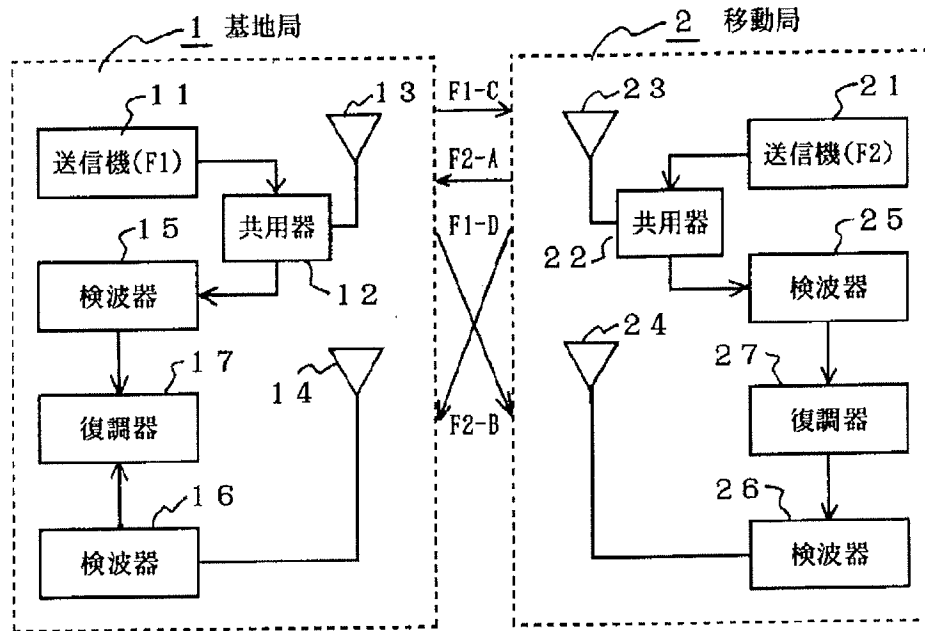 1 基地局
11
送信機(F1)
13
共用器
12
15
検波器
17
復調器
14
16
検波器
F1-C
F2-A
F1-D
F2-B
2 移動局
23
21
送信機(F2)
共用器
22
25
検波器
24
27
復調器
26
検波器